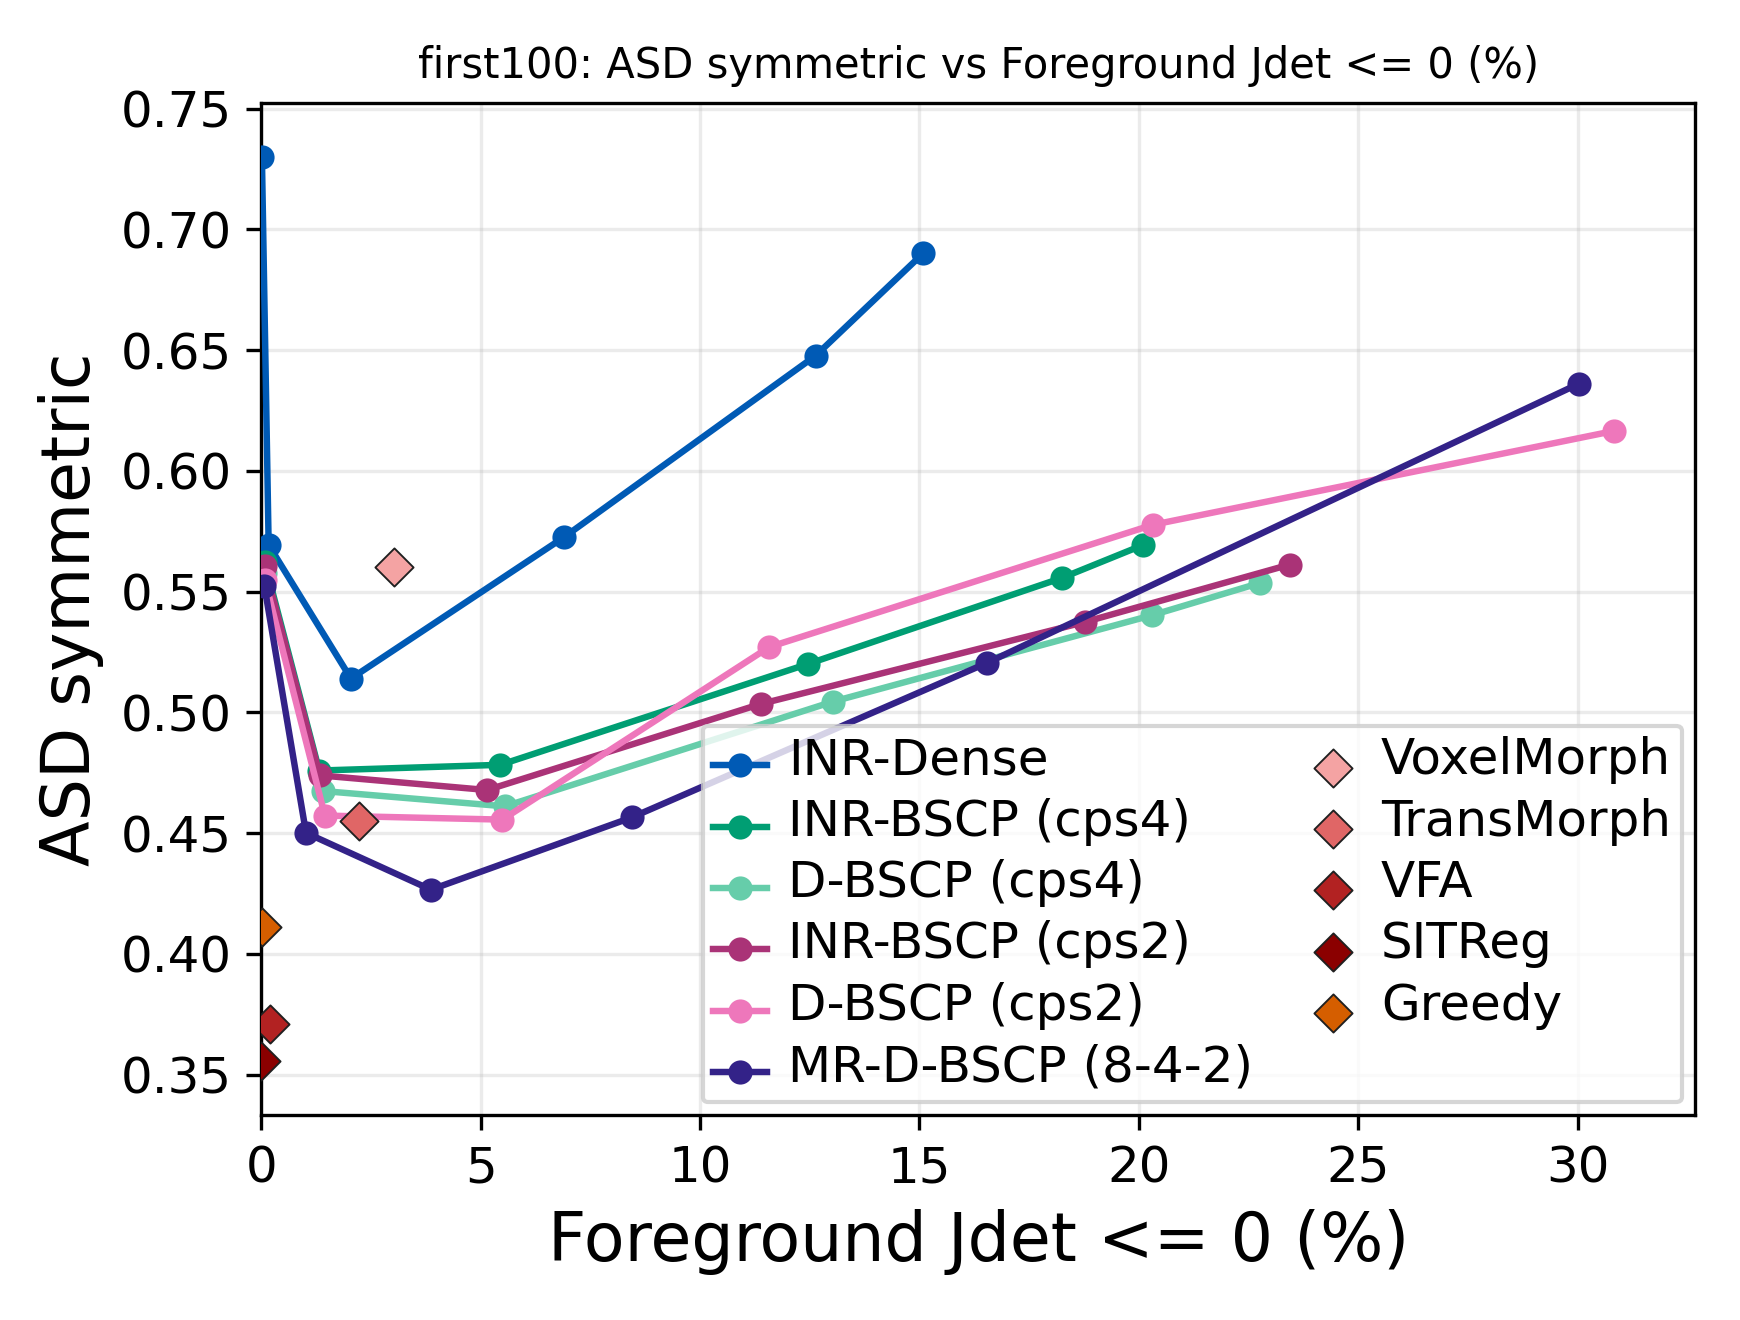 first100: ASD symmetric vs Foreground Jdet <= 0 (%)
0.75
0.70
0.65
0.60
0.55
0.50
0.45
0.40
0.35
ASD symmetric
INR-Dense
INR-BSCP (cps4)
D-BSCP (cps4)
INR-BSCP (cps2)
D-BSCP (cps2)
MR-D-BSCP (8-4-2)
VoxelMorph
TransMorph
VFA
SITReg
Greedy
0 5 10 15 20 25 30
Foreground Jdet <= 0 (%)